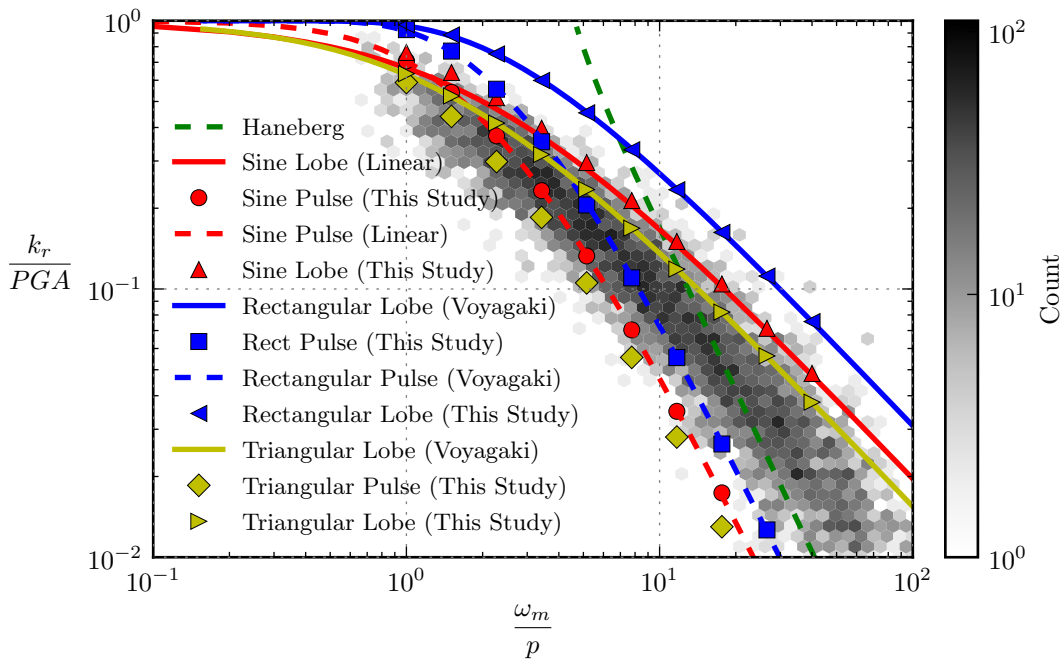 10^0
10^{-1}
10^{-2}
k_r
PGA
Haneberg
Sine Lobe (Linear)
Sine Pulse (This Study)
Sine Pulse (Linear)
Sine Lobe (This Study)
Rectangular Lobe (Voyagaki)
Rect Pulse (This Study)
Rectangular Pulse (Voyagaki)
Rectangular Lobe (This Study)
Triangular Lobe (Voyagaki)
Triangular Pulse (This Study)
Triangular Lobe (This Study)
10^{-1} 10^0 10^1 10^2
ω_m
p
10^2
10^1
10^0
Count